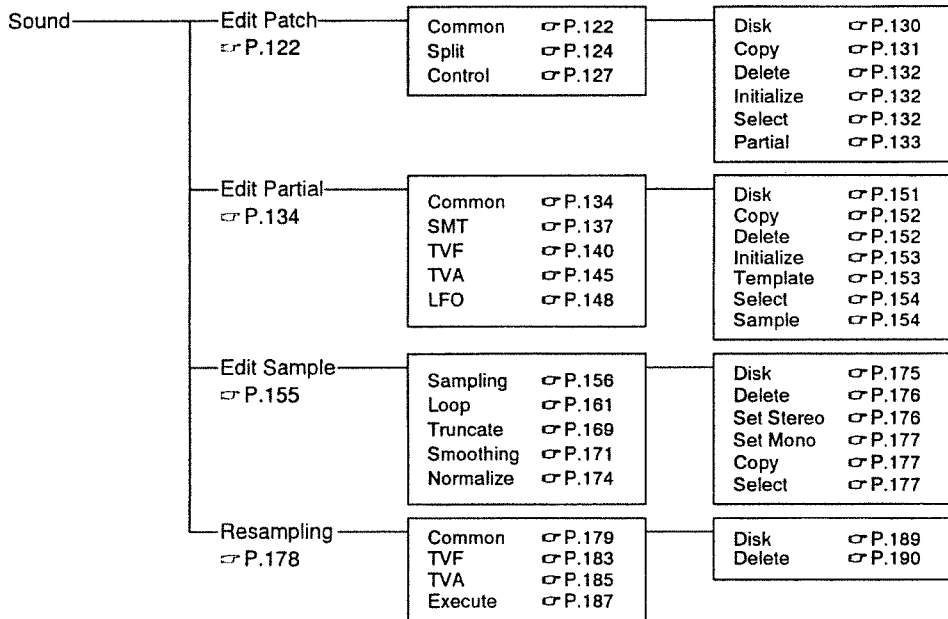 Sound
Edit Patch
☞ P.122
Common ☞ P.122
Split ☞ P.124
Control ☞ P.127
Disk ☞ P.130
Copy ☞ P.131
Delete ☞ P.132
Initialize ☞ P.132
Select ☞ P.132
Partial ☞ P.133
Edit Partial
☞ P.134
Common ☞ P.134
SMT ☞ P.137
TVF ☞ P.140
TVA ☞ P.145
LFO ☞ P.148
Disk ☞ P.151
Copy ☞ P.152
Delete ☞ P.152
Initialize ☞ P.153
Template ☞ P.153
Select ☞ P.154
Sample ☞ P.154
Edit Sample
☞ P.155
Sampling ☞ P.156
Loop ☞ P.161
Truncate ☞ P.169
Smoothing ☞ P.171
Normalize ☞ P.174
Disk ☞ P.175
Delete ☞ P.176
Set Stereo ☞ P.176
Set Mono ☞ P.177
Copy ☞ P.177
Select ☞ P.177
Resampling
☞ P.178
Common ☞ P.179
TVF ☞ P.183
TVA ☞ P.185
Execute ☞ P.187
Disk ☞ P.189
Delete ☞ P.190